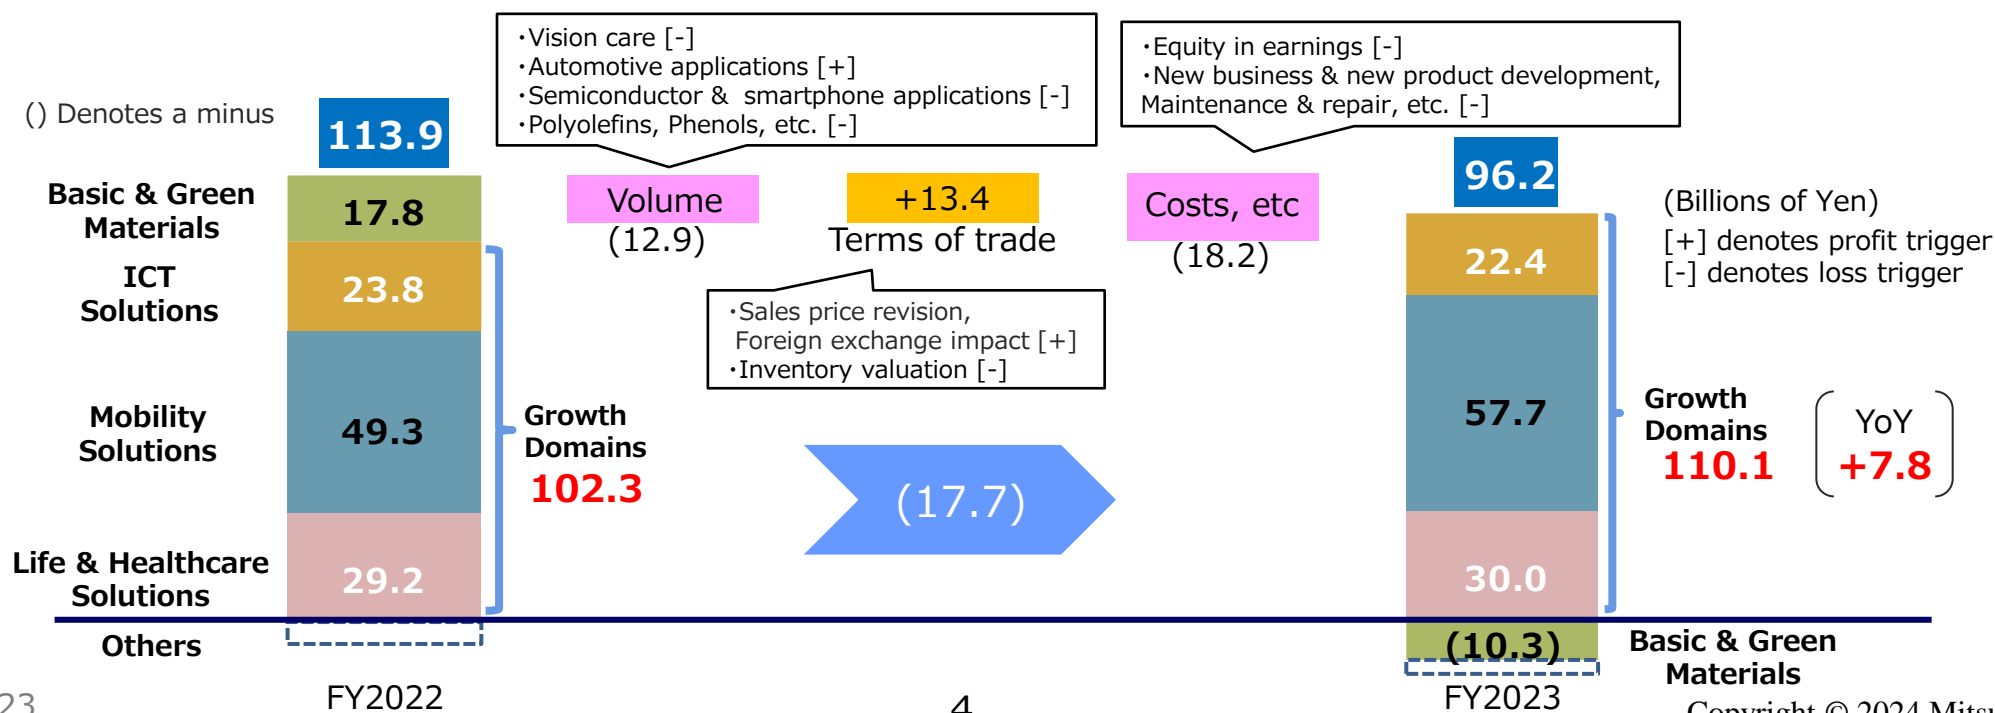 ・Vision care [-]
・Automotive applications [+]
・Semiconductor & smartphone applications [-]
・Polyolefins, Phenols, etc. [-]
・Equity in earnings [-]
・New business & new product development,
Maintenance & repair, etc. [-]
() Denotes a minus
113.9
96.2
Basic & Green
Materials
17.8
Volume
(12.9)
+13.4
Terms of trade
Costs, etc
(18.2)
(Billions of Yen)
[+] denotes profit trigger
[-] denotes loss trigger
ICT
Solutions
23.8
22.4
・Sales price revision,
Foreign exchange impact [+]
・Inventory valuation [-]
Mobility
Solutions
49.3
Growth
Domains
102.3
(17.7)
57.7
Growth
Domains
110.1
YoY
+7.8
Life & Healthcare
Solutions
29.2
30.0
Others
(10.3)
Basic & Green
Materials
FY2022
FY2023
23
4
Copyright © 2024 Mitsu